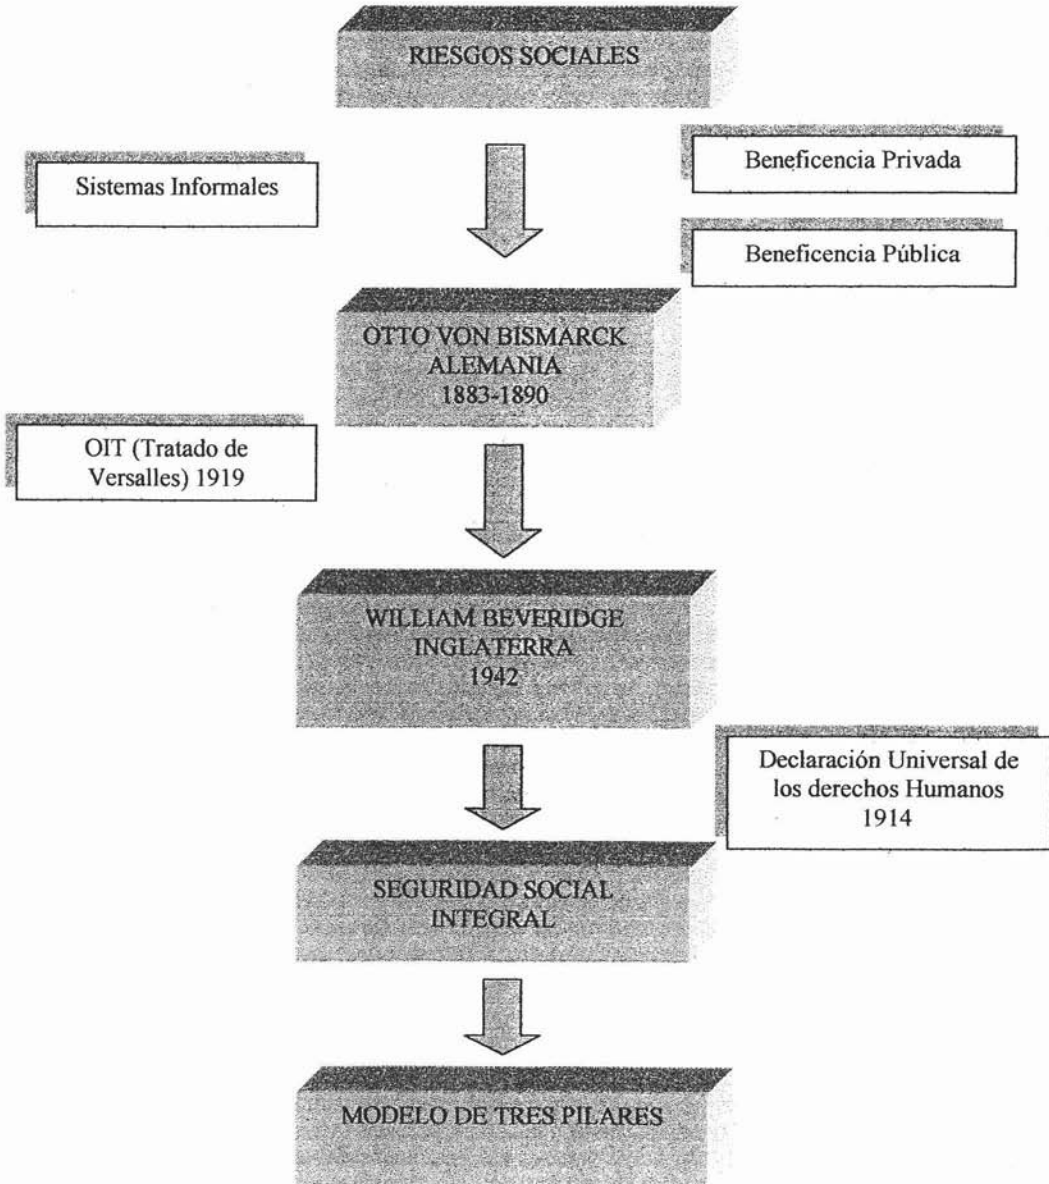 RIESGOS SOCIALES
Sistemas Informales
Beneficencia Privada
Beneficencia Pública
OTTO VON BISMARCK
ALEMANIA
1883-1890
OIT (Tratado de
Versalles) 1919
WILLIAM BEVERIDGE
INGLATERRA
1942
Declaración Universal de
los derechos Humanos
1914
SEGURIDAD SOCIAL
INTEGRAL
MODELO DE TRES PILARES